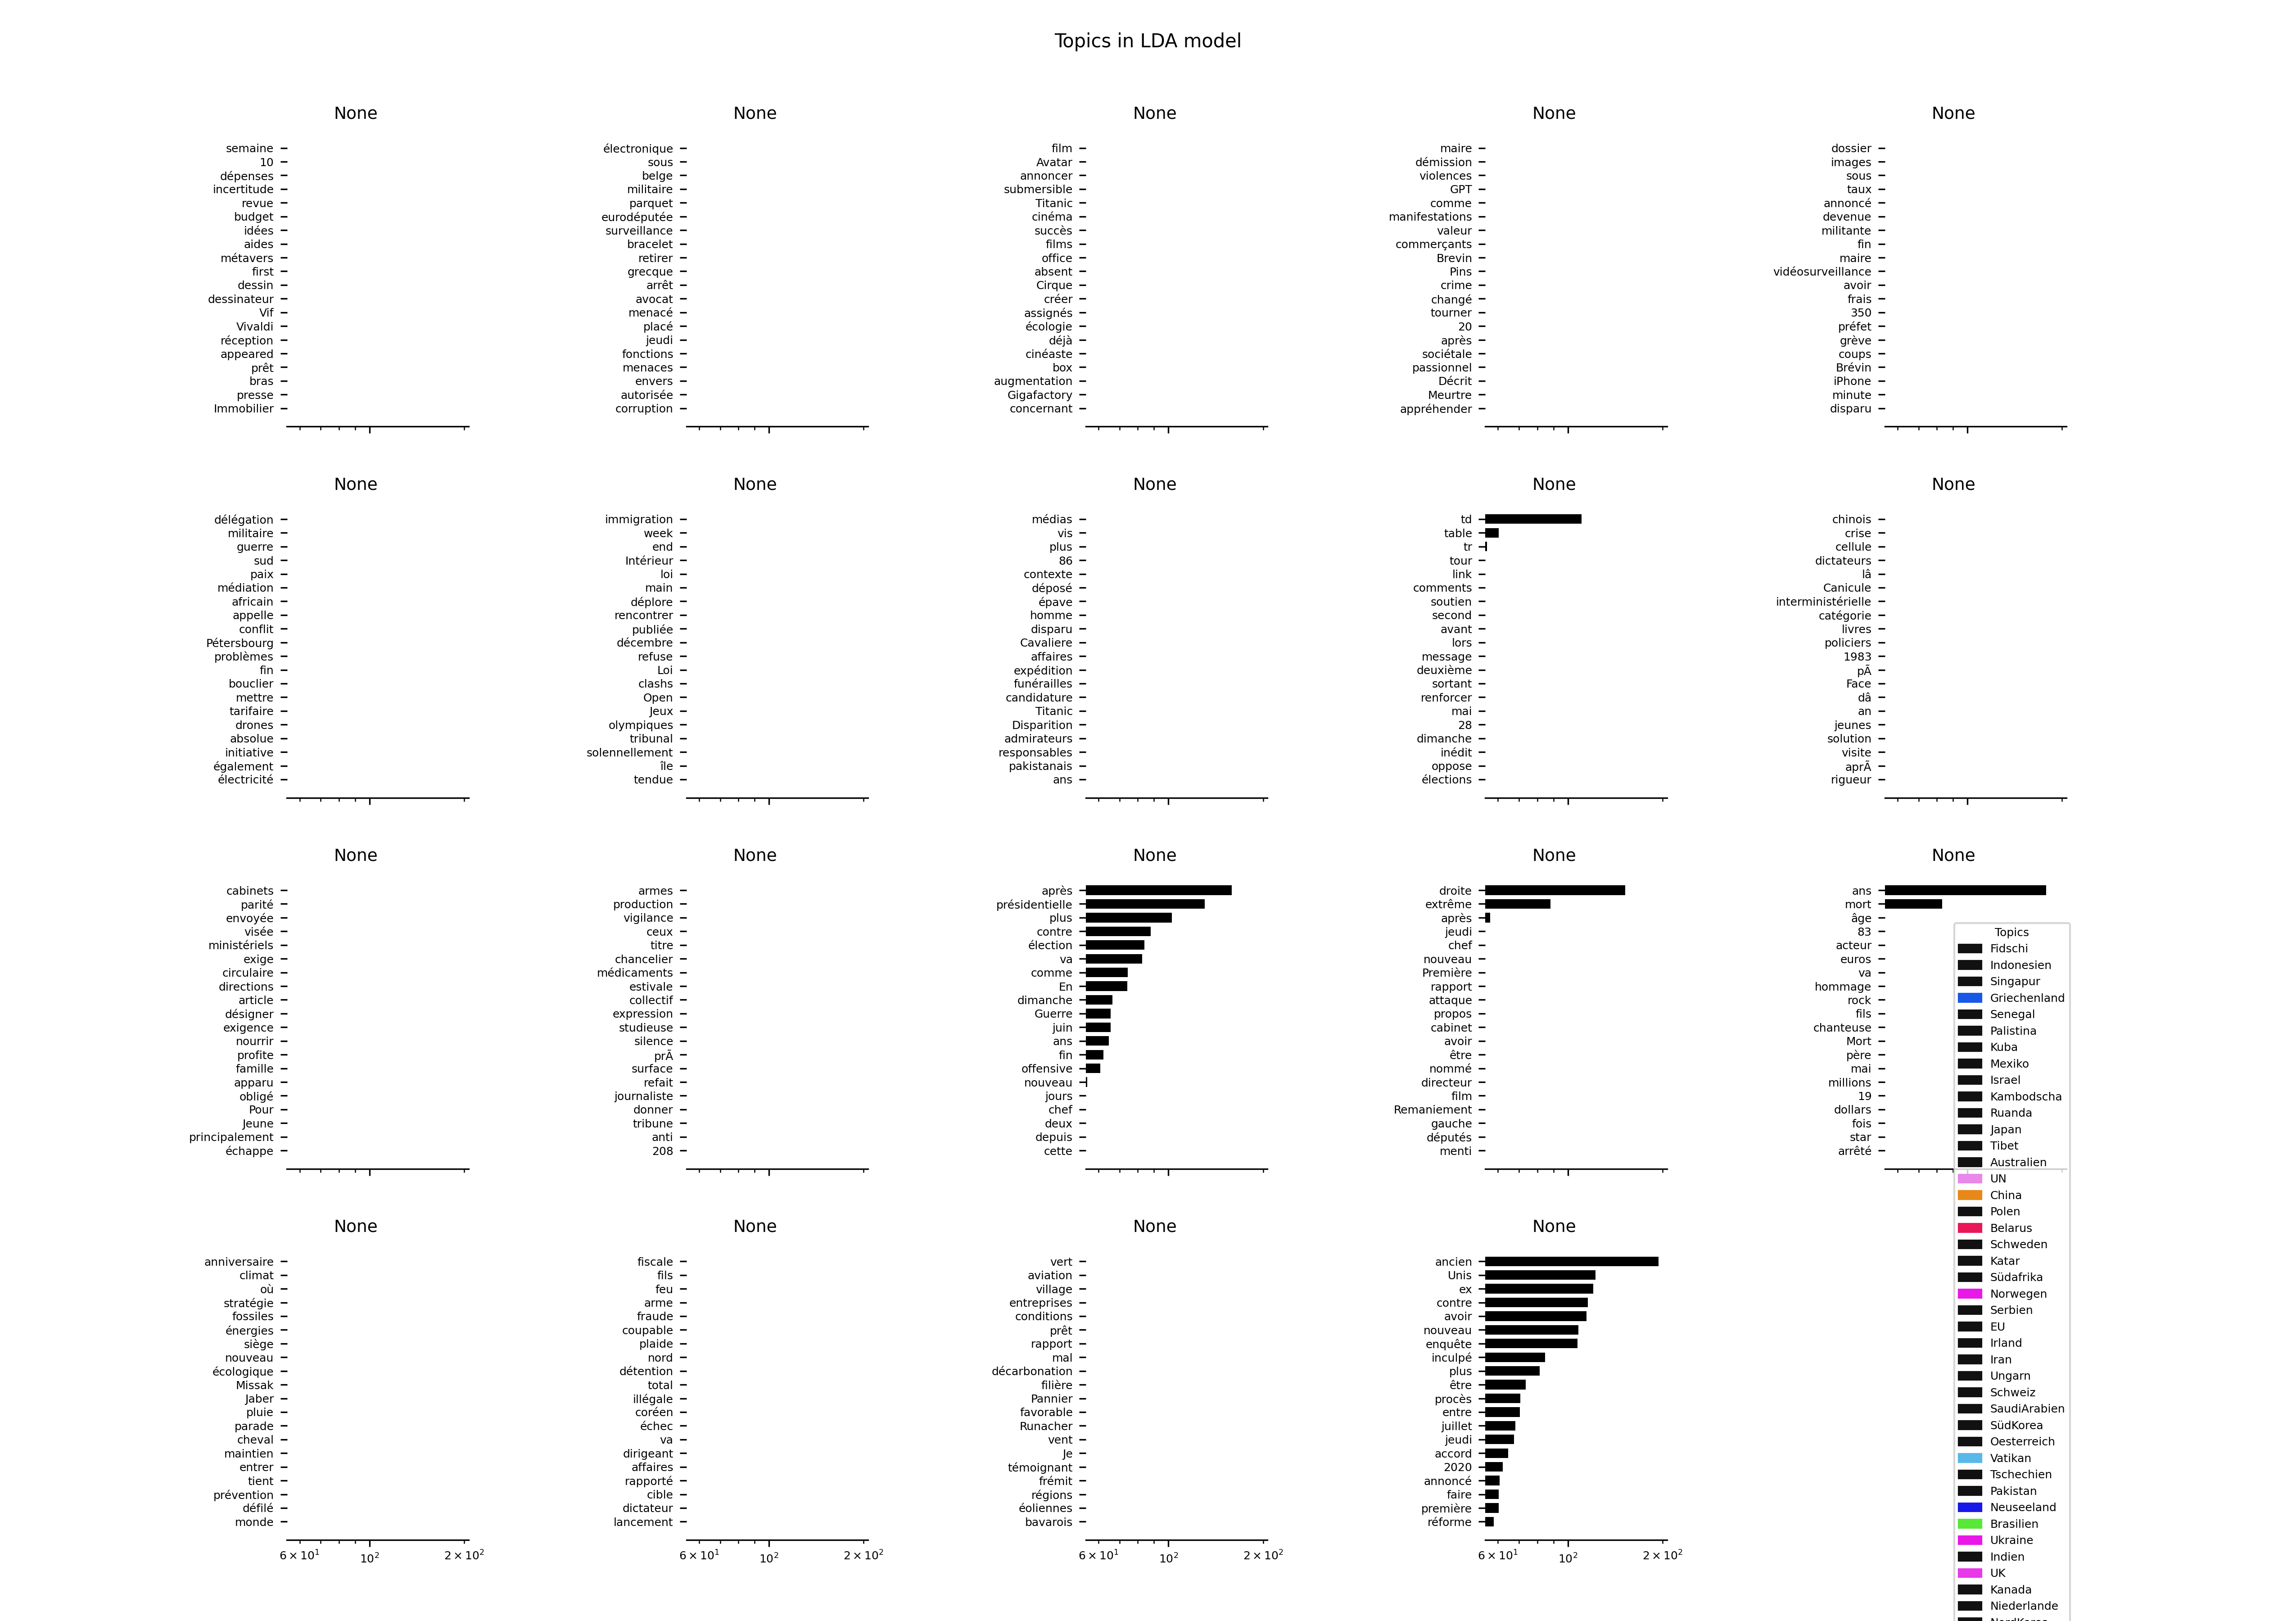 Topics in LDA model
None
semaine
10
dépenses
incertitude
revue
budget
idées
aides
métavers
first
dessin
dessinateur
Vif
Vivaldi
réception
appeared
prêt
bras
presse
Immobilier
None
électronique
sous
belge
militaire
parquet
eurodéputée
surveillance
bracelet
retirer
grecque
arrêt
avocat
menacé
placé
jeudi
fonctions
menaces
envers
autorisée
corruption
None
film
Avatar
annoncer
submersible
Titanic
cinéma
succès
films
office
absent
Cirque
créer
assignés
écologie
déjà
cinéaste
box
augmentation
Gigafactory
concernant
None
maire
démission
violences
GPT
comme
manifestations
valeur
commerçants
Brevin
Pins
crime
changé
tourner
20
après
sociétale
passionnel
Décrit
Meurtre
appréhender
None
dossier
images
sous
taux
annoncé
devenue
militante
fin
maire
vidéosurveillance
avoir
frais
350
préfet
grève
coups
Brévin
iPhone
minute
disparu
None
délégation
militaire
guerre
sud
paix
médiation
africain
appelle
conflit
Pétersbourg
problèmes
fin
bouclier
mettre
tarifaire
drones
absolue
initiative
également
électricité
None
immigration
week
end
Intérieur
loi
main
déplore
rencontrer
publiée
décembre
refuse
Loi
clashs
Open
Jeux
olympiques
tribunal
solennellement
île
tendue
None
médias
vis
plus
86
contexte
déposé
épave
homme
disparu
Cavaliere
affaires
expédition
funérailles
candidature
Titanic
Disparition
admirateurs
responsables
pakistanais
ans
None
td
table
tr
tour
link
comments
soutien
second
avant
lors
message
deuxième
sortant
renforcer
mai
28
dimanche
inédit
oppose
élections
None
chinois
crise
cellule
dictateurs
lâ
Canicule
interministérielle
catégorie
livres
policiers
1983
pÃ
Face
dâ
an
jeunes
solution
visite
aprÃ
rigueur
None
cabinets
parité
envoyée
visée
ministériels
exige
circulaire
directions
article
désigner
exigence
nourrir
profite
famille
apparu
obligé
Pour
Jeune
principalement
échappe
None
armes
production
vigilance
ceux
titre
chancelier
médicaments
estivale
collectif
expression
studieuse
silence
prÃ
surface
refait
journaliste
donner
tribune
anti
208
None
après
présidentielle
plus
contre
élection
va
comme
En
dimanche
Guerre
juin
ans
fin
offensive
nouveau
jours
chef
deux
depuis
cette
None
droite
extrême
après
jeudi
chef
nouveau
Première
rapport
attaque
propos
cabinet
avoir
être
nommé
directeur
film
Remaniement
gauche
députés
menti
None
ans
mort
âge
83
acteur
euros
va
hommage
rock
fils
chanteuse
Mort
père
mai
millions
19
dollars
fois
star
arrêté
None
anniversaire
climat
où
stratégie
fossiles
énergies
siège
nouveau
écologique
Missak
Jaber
pluie
parade
cheval
maintien
entrer
tient
prévention
défilé
monde
6 × 10¹
10²
2 × 10²
None
fiscale
fils
feu
arme
fraude
coupable
plaide
nord
détention
total
illégale
coréen
échec
va
dirigeant
affaires
rapporté
cible
dictateur
lancement
6 × 10¹
10²
2 × 10²
None
vert
aviation
village
entreprises
conditions
prêt
rapport
mal
décarbonation
filière
Pannier
favorable
Runacher
vent
Je
témoignant
frémit
régions
éoliennes
bavarois
6 × 10¹
10²
2 × 10²
None
ancien
Unis
ex
contre
avoir
nouveau
enquête
inculpé
plus
être
procès
entre
juillet
jeudi
accord
2020
annoncé
faire
première
réforme
6 × 10¹
10²
2 × 10²
Topics
Fidschi
Indonesien
Singapur
Griechenland
Senegal
Palistina
Kuba
Mexiko
Israel
Kambodscha
Ruanda
Japan
Tibet
Australien
UN
China
Polen
Belarus
Schweden
Katar
Südafrika
Norwegen
Serbien
EU
Irland
Iran
Ungarn
Schweiz
SaudiArabien
SüdKorea
Oesterreich
Vatikan
Tschechien
Pakistan
Neuseeland
Brasilien
Ukraine
Indien
UK
Kanada
Niederlande